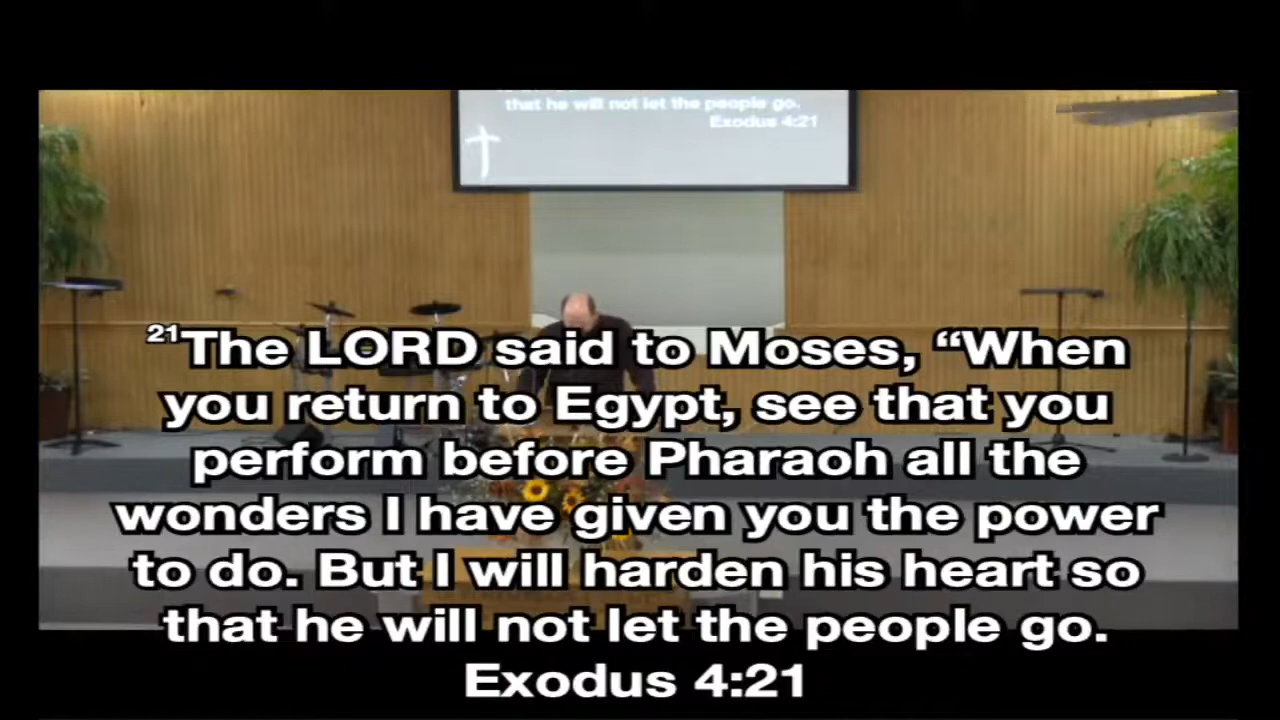 that he will not let the people go.
Exodus 4:21
21The LORD said to Moses, “When
you return to Egypt, see that you
perform before Pharaoh all the
wonders I have given you the power
to do. But I will harden his heart so
that he will not let the people go.
Exodus 4:21